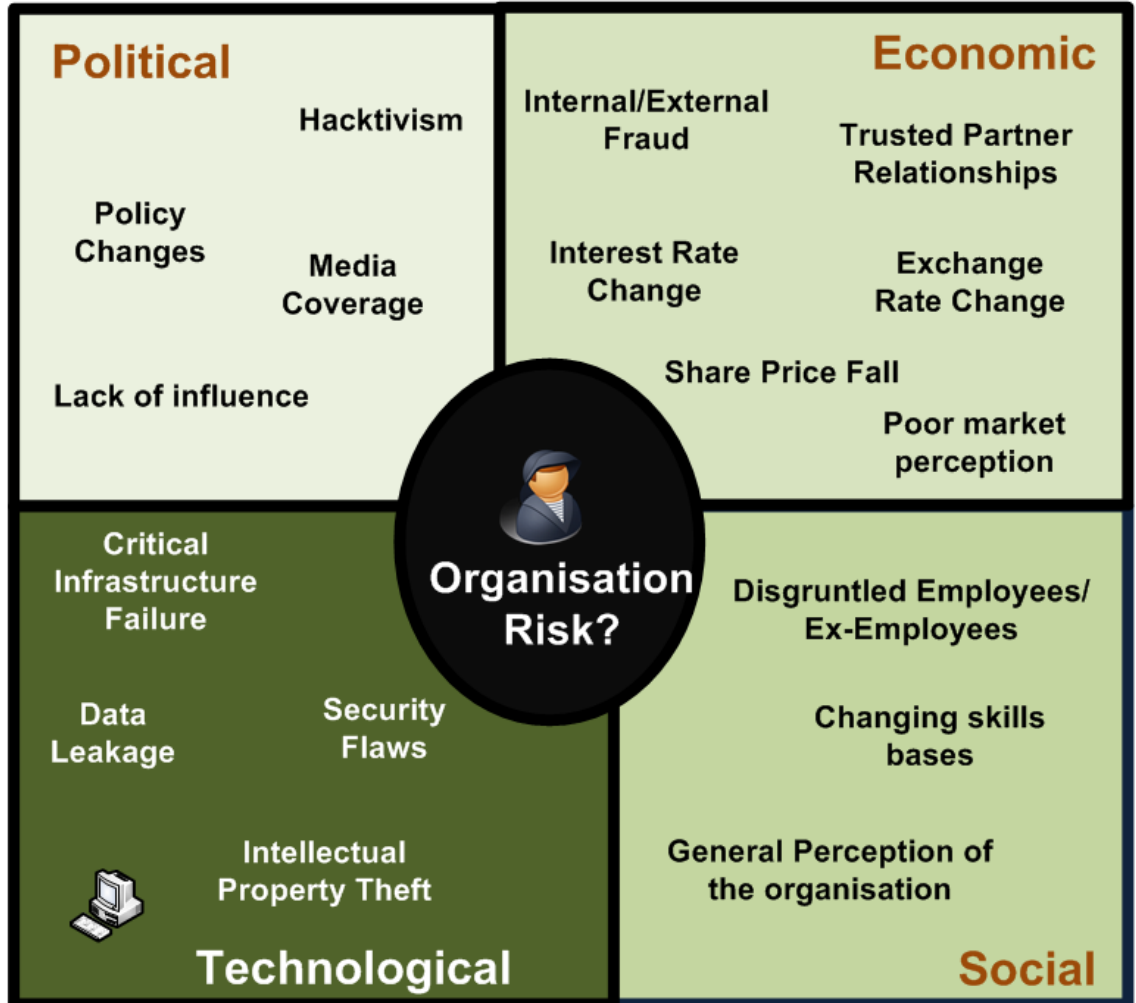 Political
Hacktivism
Policy
Changes
Media
Coverage
Lack of influence
Economic
Internal/External
Fraud
Trusted Partner
Relationships
Interest Rate
Change
Exchange
Rate Change
Share Price Fall
Poor market
perception
Organisation
Risk?
Critical
Infrastructure
Failure
Data
Leakage
Security
Flaws
Intellectual
Property Theft
Technological
Disgruntled Employees/
Ex-Employees
Changing skills
bases
General Perception of
the organisation
Social